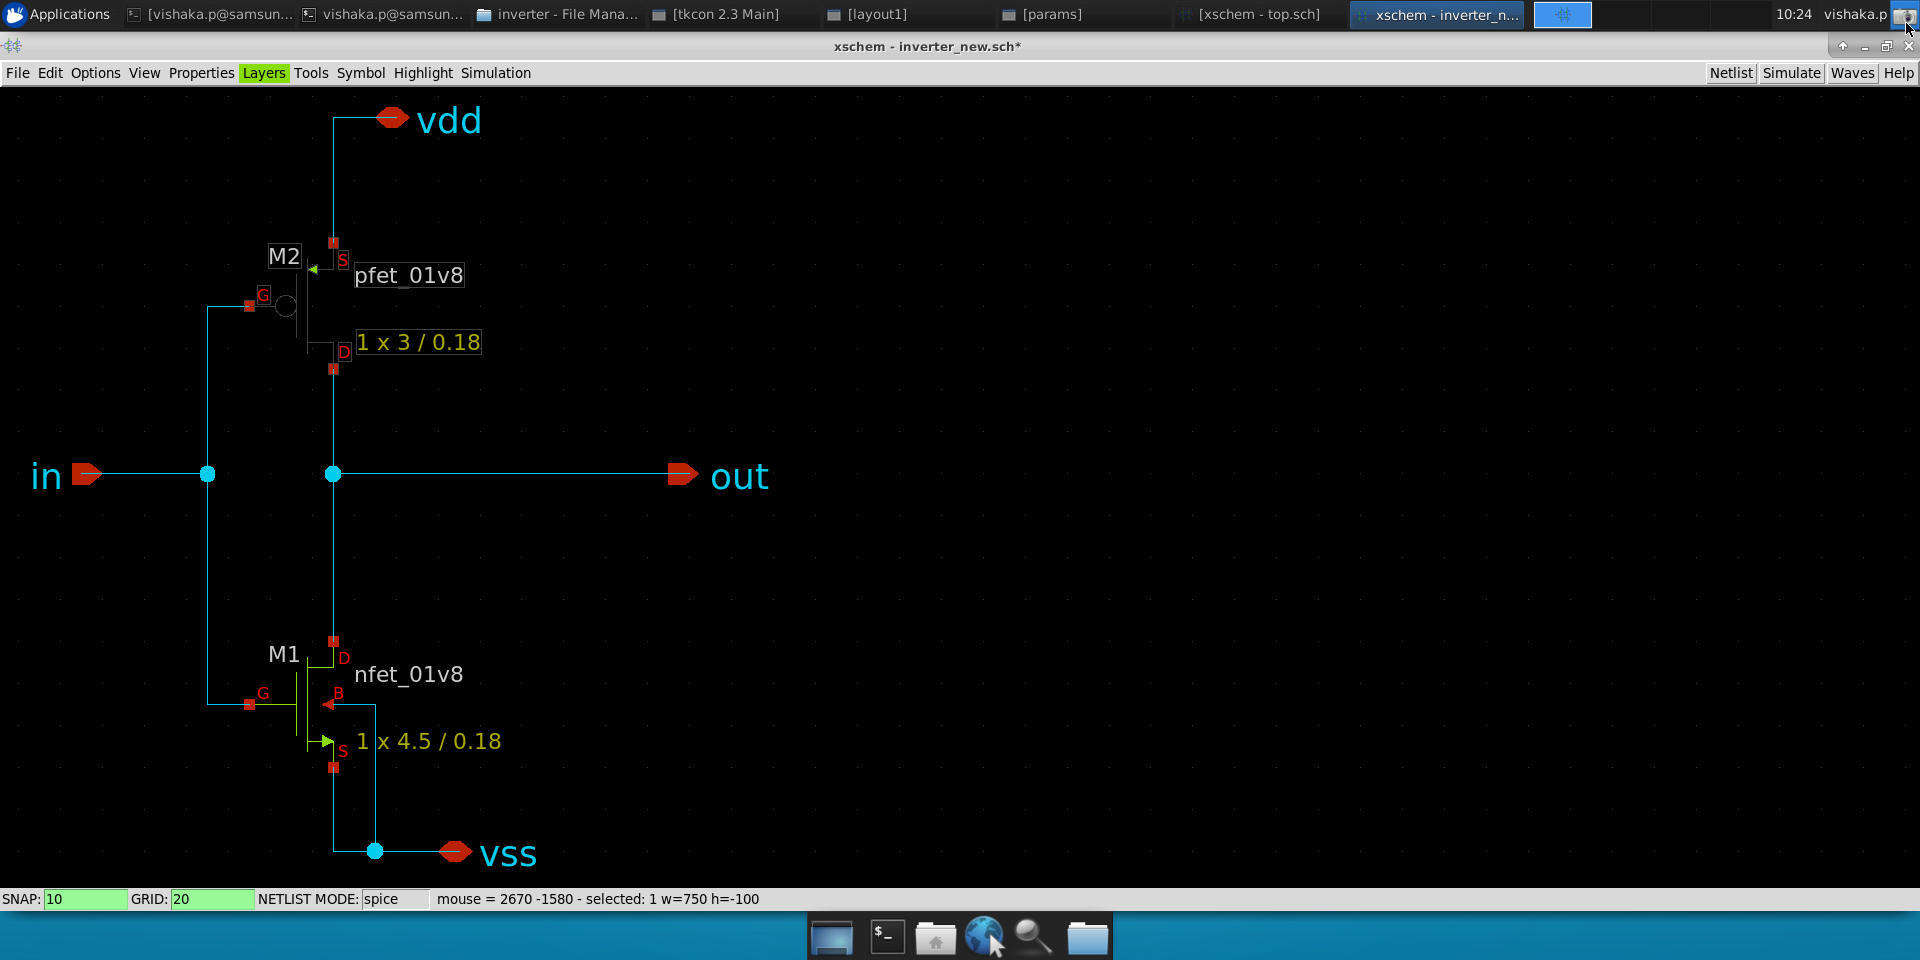 Applications [vishaka.p@samsun... vishaka.p@samsun... inverter - File Mana... [tkcon 2.3 Main] [layout1] [params] [xschem - top.sch] xschem - inverter_n... 10:24 vishaka.p
xschem - inverter_new.sch*
File Edit Options View Properties Layers Tools Symbol Highlight Simulation Netlist Simulate Waves Help
vdd
M2
S
pfet_01v8
G
1 x 3 / 0.18
D
in
out
M1
D
nfet_01v8
G
B
1 x 4.5 / 0.18
S
vss
SNAP: 10 GRID: 20 NETLIST MODE: spice mouse = 2670 -1580 - selected: 1 w=750 h=-100
$_